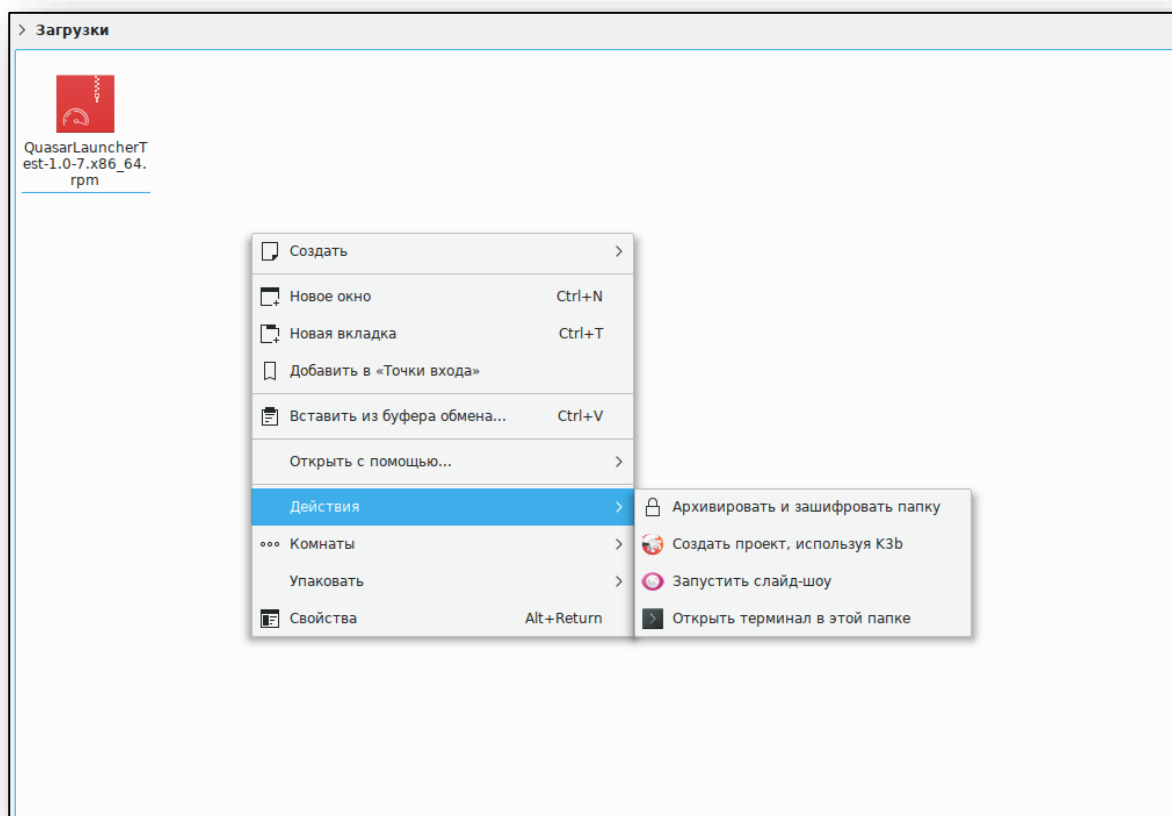 Загрузки
QuasarLauncherT
est-1.0-7.x86_64.
rpm
Создать
Новое окно Ctrl+N
Новая вкладка Ctrl+T
Добавить в «Точки входа»
Вставить из буфера обмена... Ctrl+V
Открыть с помощью...
Действия
Комнаты
Упаковать
Свойства Alt+Return
Архивировать и зашифровать папку
Создать проект, используя K3b
Запустить слайд-шоу
Открыть терминал в этой папке